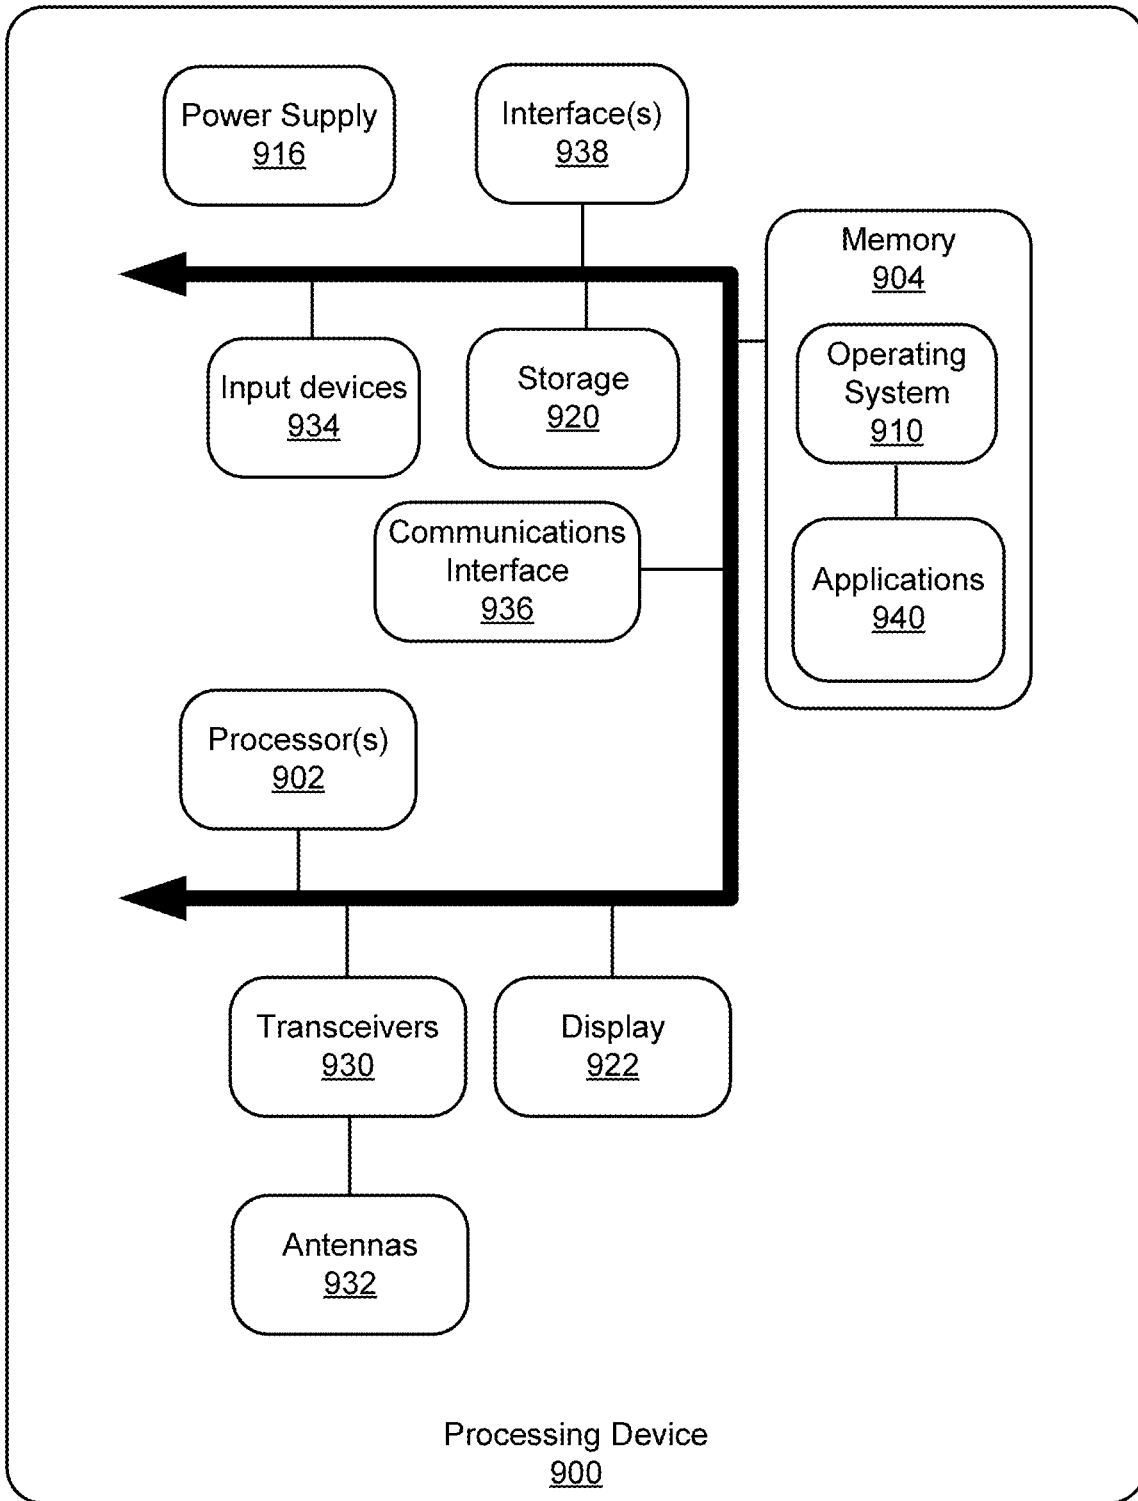 Power Supply
916
Interface(s)
938
Memory
904
Operating
System
910
Applications
940
Input devices
934
Storage
920
Communications
Interface
936
Processor(s)
902
Transceivers
930
Display
922
Antennas
932
Processing Device
900